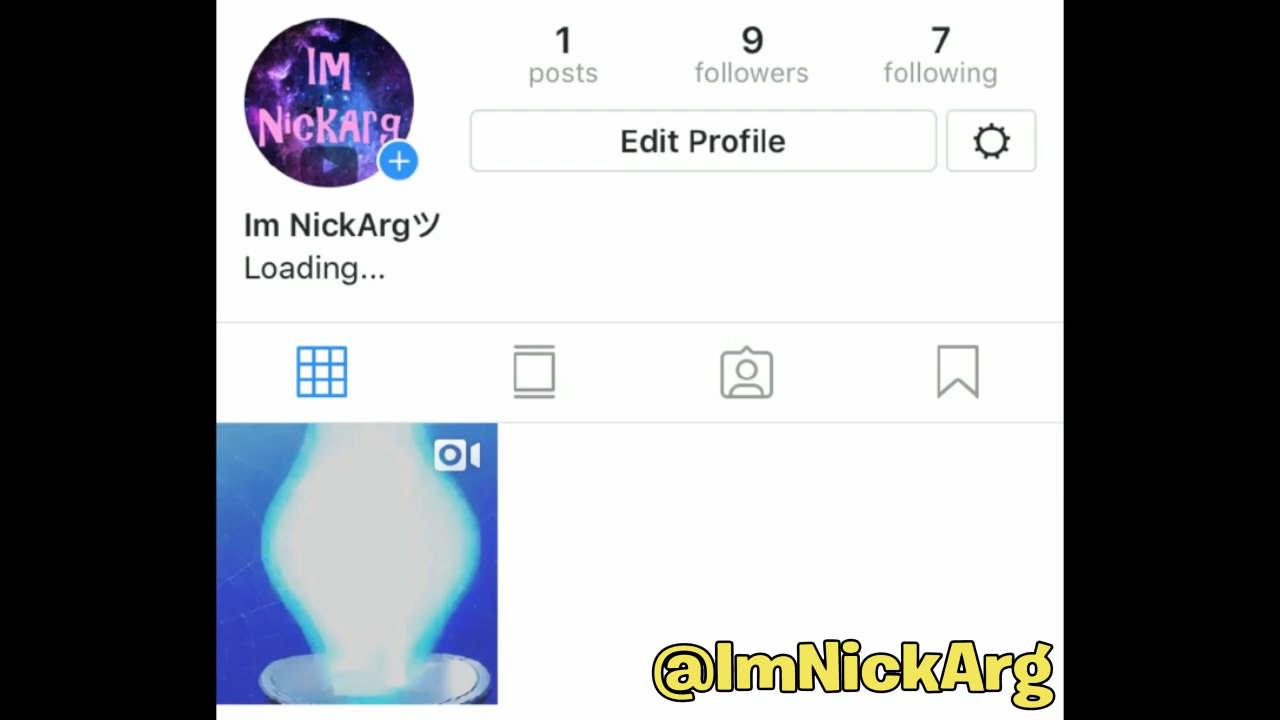 IM
NickArg
1
posts
9
followers
7
following
Edit Profile
Im NickArgツ
Loading...
@ImNickArg